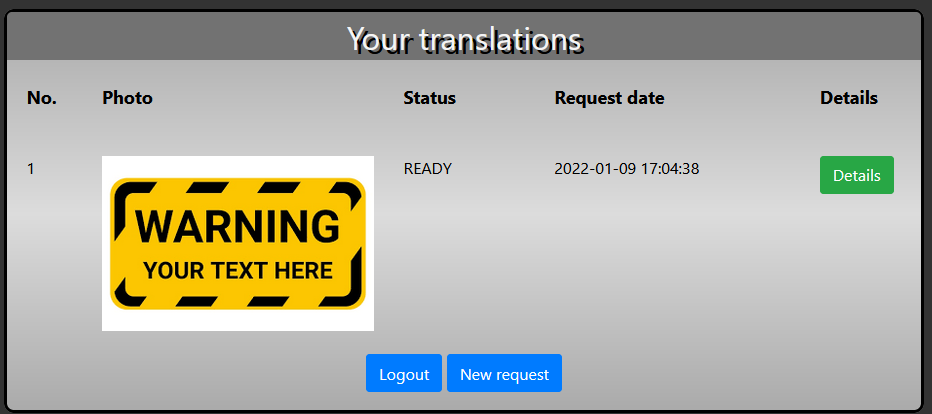 Your translations
No. Photo Status Request date Details
1 READY 2022-01-09 17:04:38 Details
WARNING
YOUR TEXT HERE
Logout New request